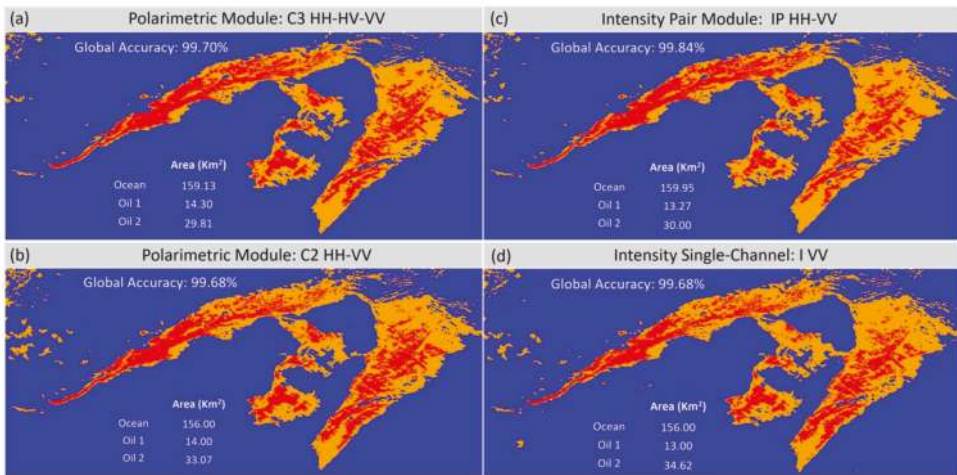 (a) Polarimetric Module: C3 HH-HV-VV
Global Accuracy: 99.70%
Area (Km²)
Ocean 159.13
Oil 1 14.30
Oil 2 29.81
(c) Intensity Pair Module: IP HH-VV
Global Accuracy: 99.84%
Area (Km²)
Ocean 159.95
Oil 1 13.27
Oil 2 30.00
(b) Polarimetric Module: C2 HH-VV
Global Accuracy: 99.68%
Area (Km²)
Ocean 156.00
Oil 1 14.00
Oil 2 33.07
(d) Intensity Single-Channel: I VV
Global Accuracy: 99.68%
Area (Km²)
Ocean 156.00
Oil 1 13.00
Oil 2 34.62